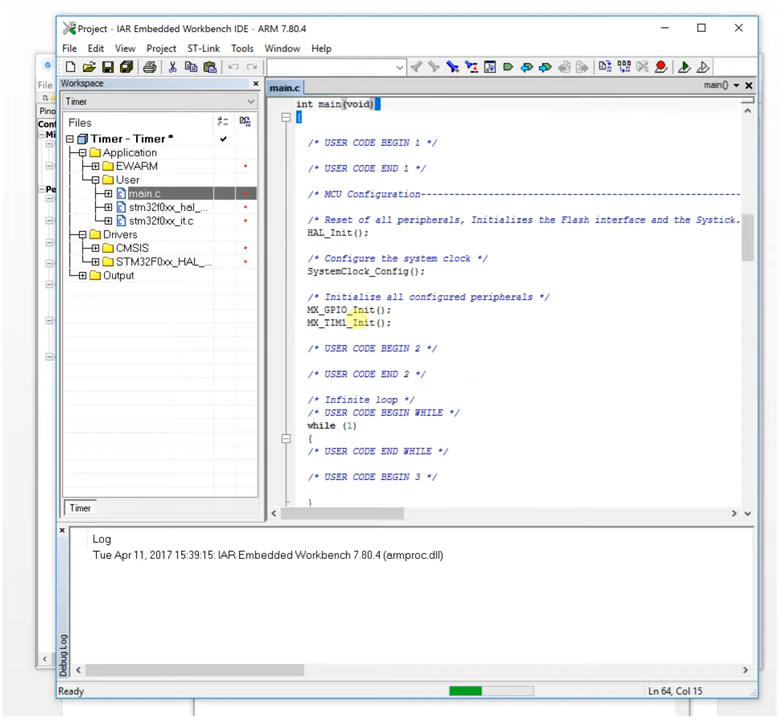 Project - IAR Embedded Workbench IDE - ARM 7.80.4
File Edit View Project ST-Link Tools Window Help
Workspace
main.c
main()
Timer
Files
Timer - Timer *
Application
EWARM
User
main.c
stm32f0xx_hal_...
stm32f0xx_it.c
Drivers
CMSIS
STM32F0xx_HAL_...
Output
Timer
int main(void)
{
/* USER CODE BEGIN 1 */
/* USER CODE END 1 */
/* MCU Configuration----------------------------------------------------------
/* Reset of all peripherals, Initializes the Flash interface and the Systick.
HAL_Init();
/* Configure the system clock */
SystemClock_Config();
/* Initialize all configured peripherals */
MX_GPIO_Init();
MX_TIM1_Init();
/* USER CODE BEGIN 2 */
/* USER CODE END 2 */
/* Infinite loop */
/* USER CODE BEGIN WHILE */
while (1)
{
/* USER CODE END WHILE */
/* USER CODE BEGIN 3 */
}
Log
Tue Apr 11, 2017 15:39:15: IAR Embedded Workbench 7.80.4 (armproc.dll)
Debug Log
Ready
Ln 64, Col 15
File
Pino
Con
Mi
Pe